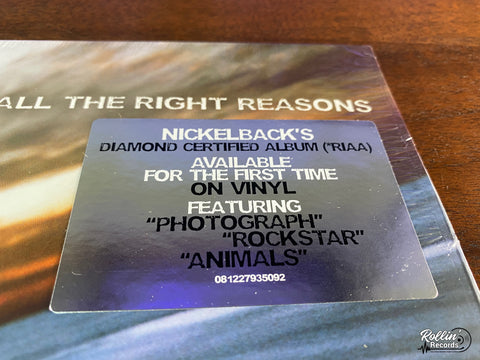 ALL THE RIGHT REASONS
NICKELBACK'S
DIAMOND CERTIFIED ALBUM (*RIAA)
AVAILABLE
FOR THE FIRST TIME
ON VINYL
FEATURING
"PHOTOGRAPH"
"ROCKSTAR"
"ANIMALS"
081227935092
Rollin
Records